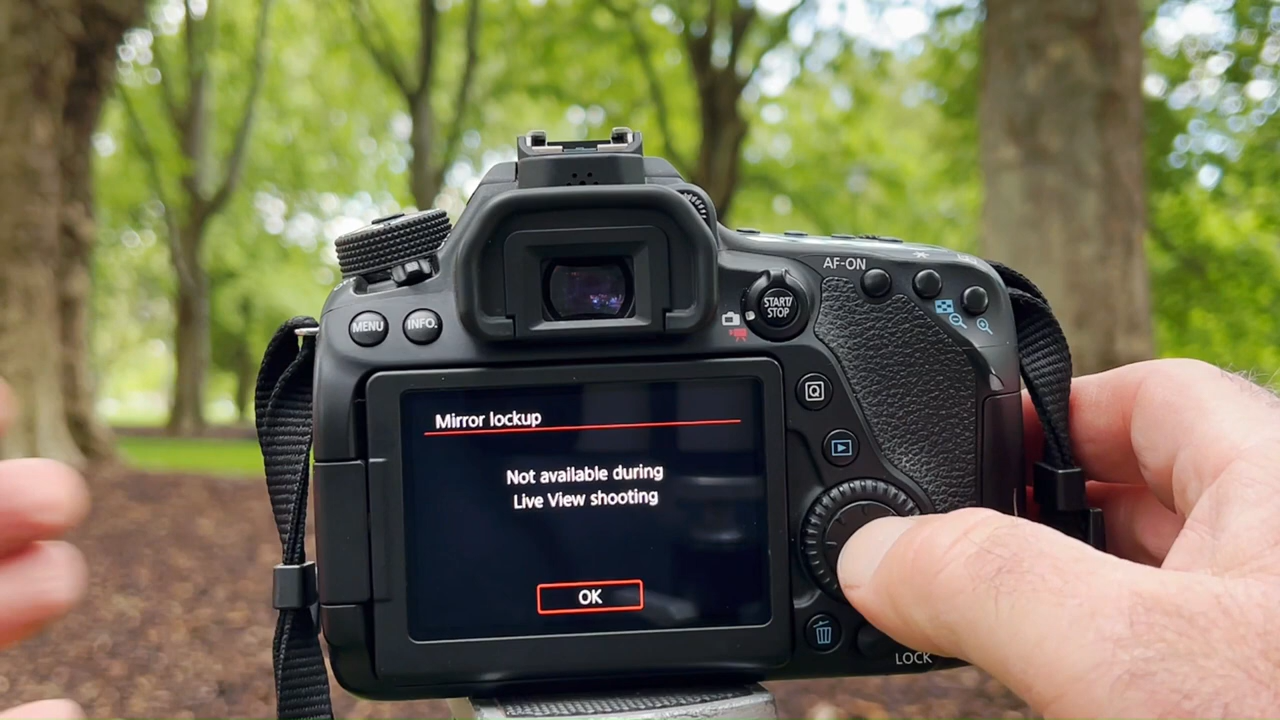 AF-ON
MENU
INFO.
START/
STOP
Q
Mirror lockup
Not available during
Live View shooting
OK
LOCK